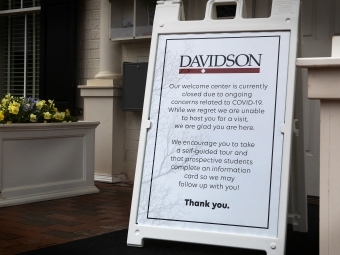 DAVIDSON
Our welcome center is currently
closed due to ongoing
concerns related to COVID-19.
While we regret we are unable
to host you for a visit,
we are glad you are here.
We encourage you to take
a self-guided tour and
that prospective students
complete an information
card so we may
follow up with you!
Thank you.